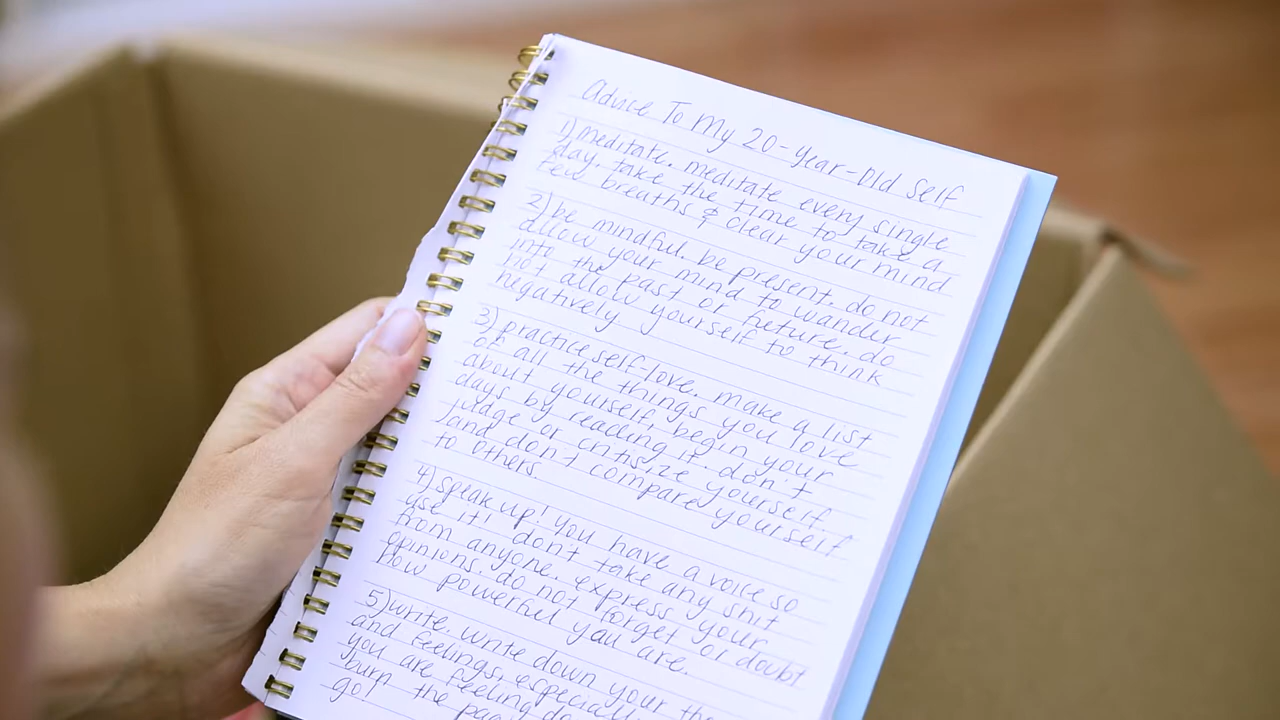 Advice To My 20-Year-Old Self
1) meditate. meditate every single
day. take the time to take a
few breaths & clear your mind
2) be mindful. be present. do not
allow your mind to wander
into the past or future. do
not allow yourself to think
negatively
3) practice self-love. make a list
of all the things you love
about yourself, begin your
days by reading it. don't
judge or critisize yourself.
and don't compare yourself
to others.
4) speak up! you have a voice so
use it! don't take any shit
from anyone. express your
opinions. do not forget or doubt
how powerful you are.
5) write. write down your
and feelings, especially
you are feeling
burn the
go!